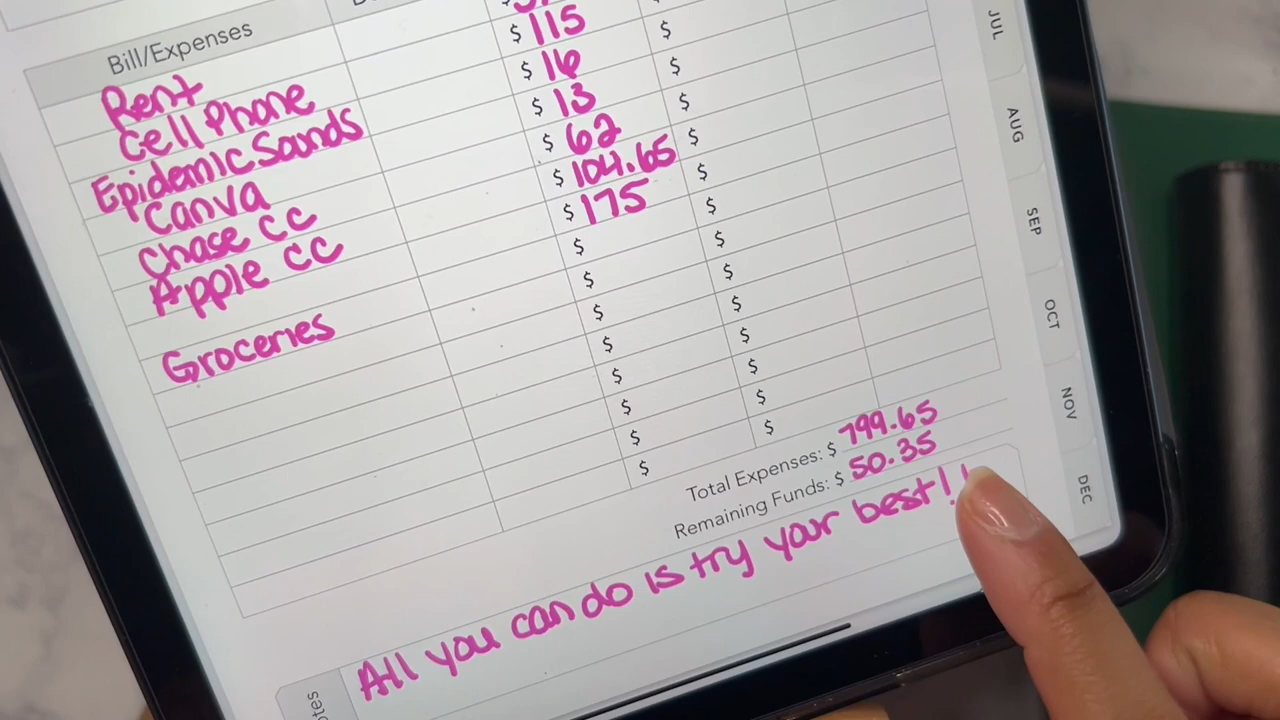 Bill/Expenses
Rent
Cell Phone $ 115 $
Epidemic Sounds $ 16 $
Canva $ 13 $
Chase CC $ 62 $
Apple CC $ 104.65 $
$ 175 $
Groceries $ $
$ $
$ $
$ $
$ $
$ $
$ $
$ $
Total Expenses: $ 799.65
Remaining Funds: $ 50.35
All you can do is try your best!!
JUL
AUG
SEP
OCT
NOV
DEC